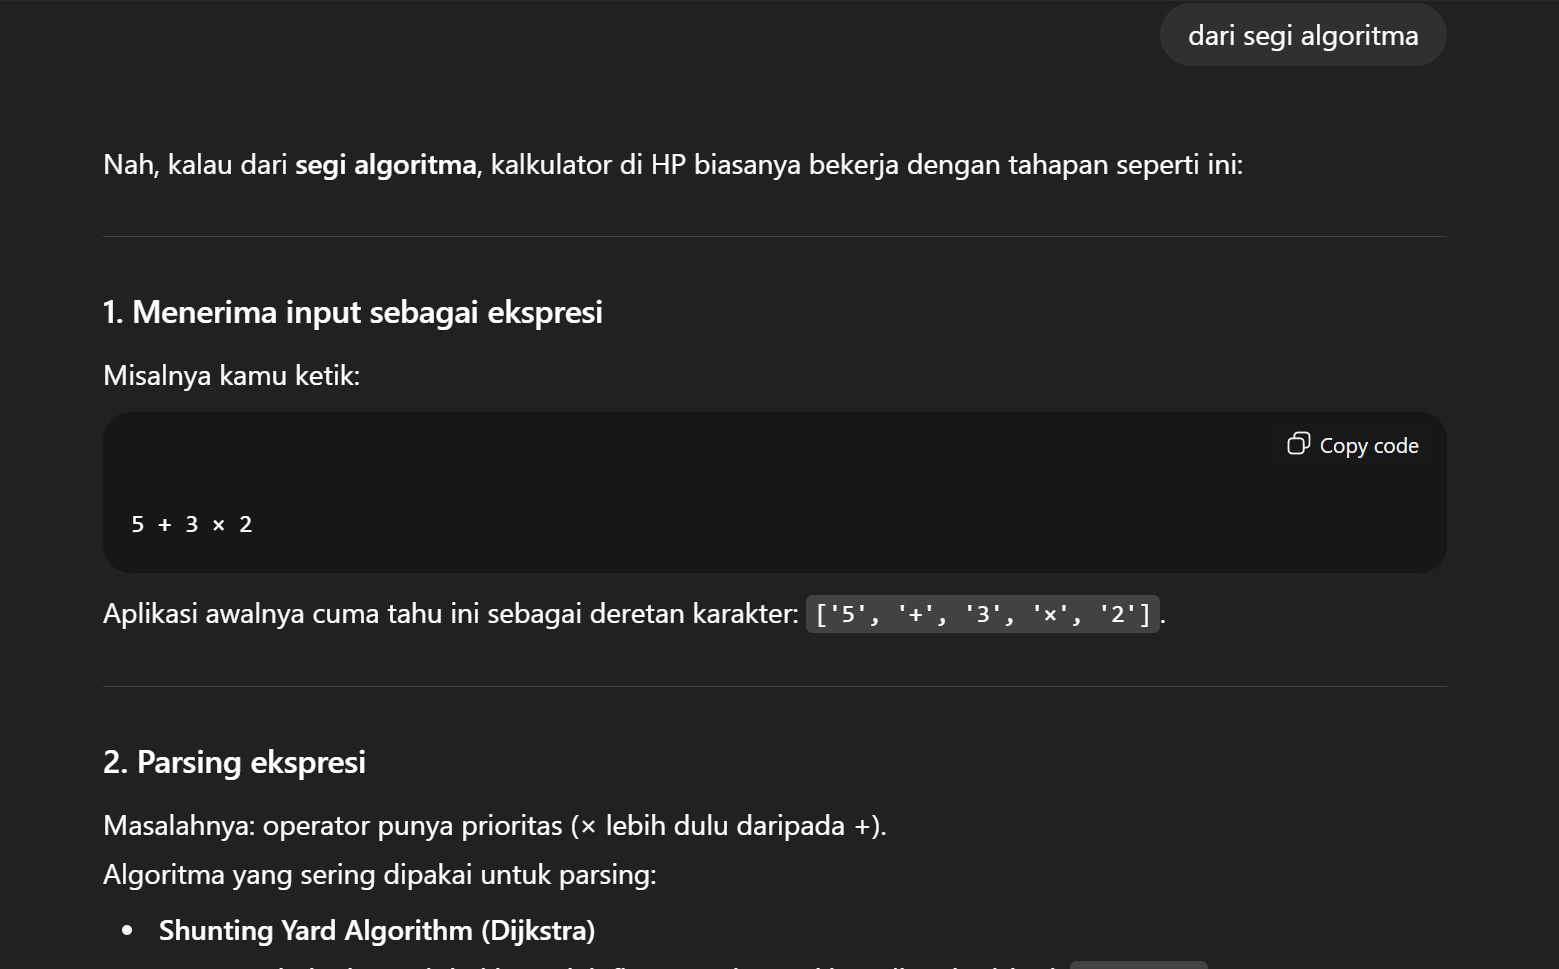 dari segi algoritma
Nah, kalau dari segi algoritma, kalkulator di HP biasanya bekerja dengan tahapan seperti ini:
1. Menerima input sebagai ekspresi
Misalnya kamu ketik:
Copy code
5 + 3 × 2
Aplikasi awalnya cuma tahu ini sebagai deretan karakter: ['5', '+', '3', '×', '2'].
2. Parsing ekspresi
Masalahnya: operator punya prioritas (× lebih dulu daripada +).
Algoritma yang sering dipakai untuk parsing:
• Shunting Yard Algorithm (Dijkstra)